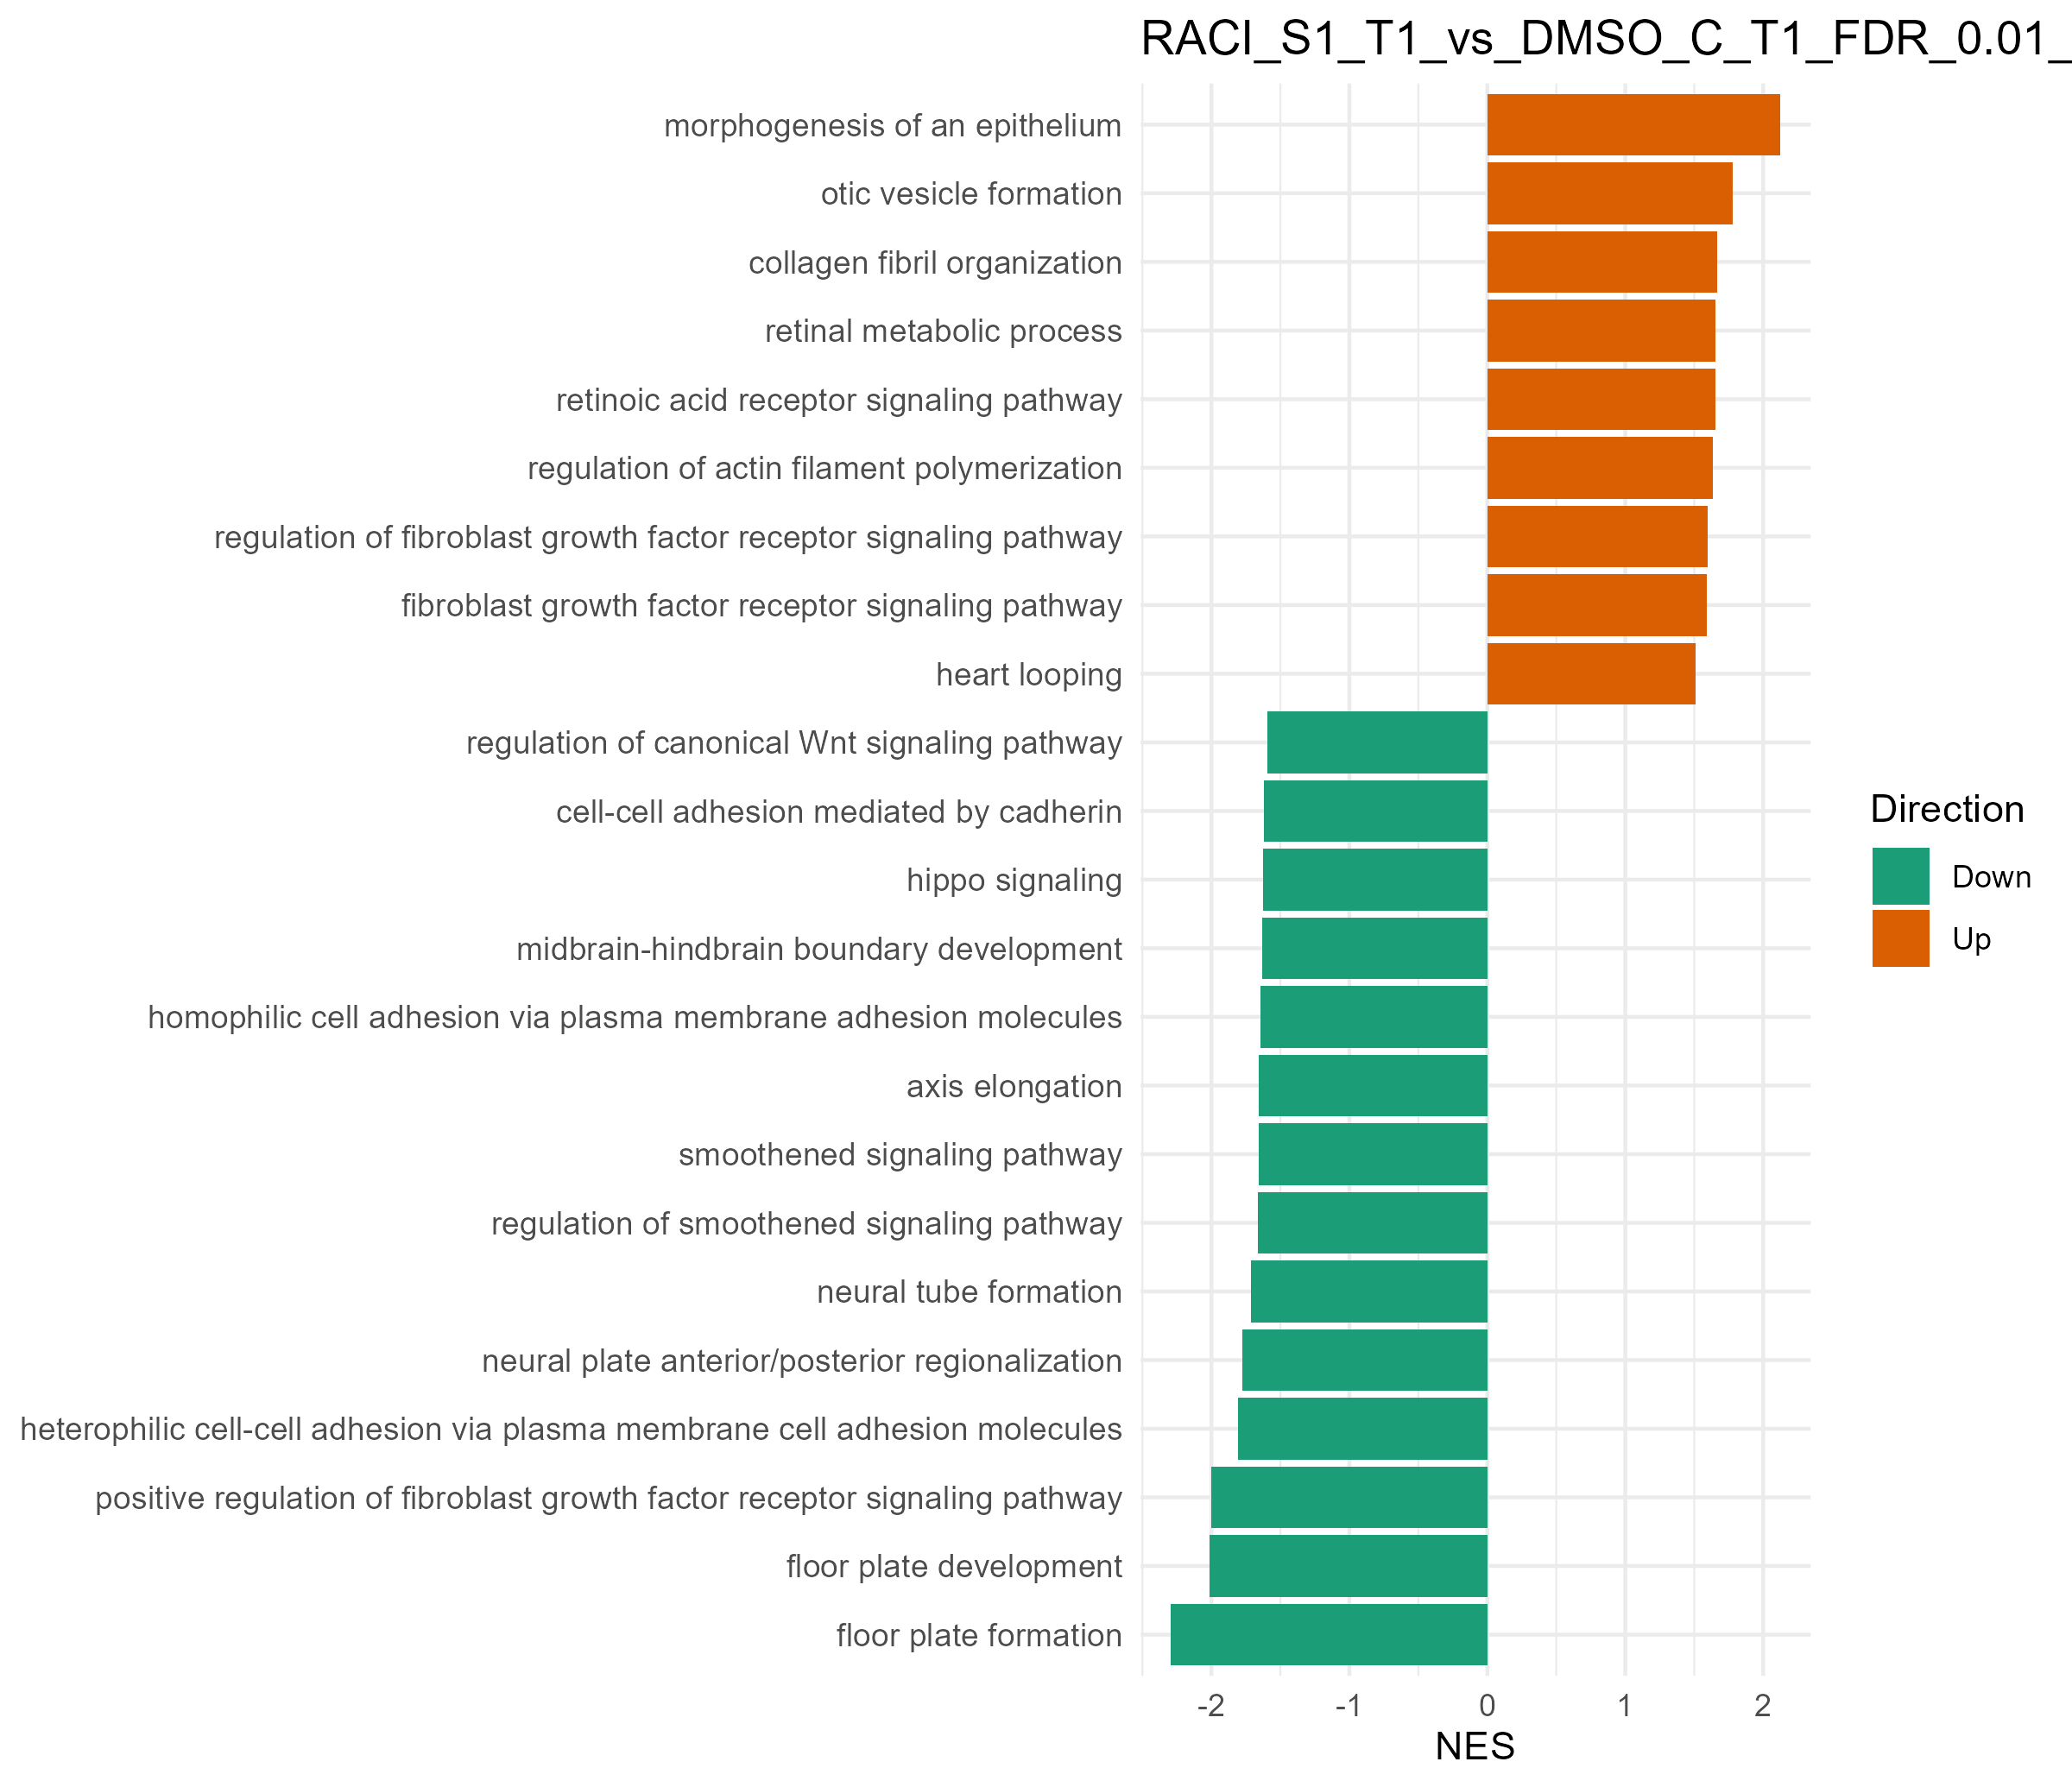 RACI_S1_T1_vs_DMSO_C_T1_FDR_0.01_
morphogenesis of an epithelium
otic vesicle formation
collagen fibril organization
retinal metabolic process
retinoic acid receptor signaling pathway
regulation of actin filament polymerization
regulation of fibroblast growth factor receptor signaling pathway
fibroblast growth factor receptor signaling pathway
heart looping
regulation of canonical Wnt signaling pathway
cell-cell adhesion mediated by cadherin
hippo signaling
midbrain-hindbrain boundary development
homophilic cell adhesion via plasma membrane adhesion molecules
axis elongation
smoothened signaling pathway
regulation of smoothened signaling pathway
neural tube formation
neural plate anterior/posterior regionalization
heterophilic cell-cell adhesion via plasma membrane cell adhesion molecules
positive regulation of fibroblast growth factor receptor signaling pathway
floor plate development
floor plate formation
-2 -1 0 1 2
NES
Direction
Down
Up